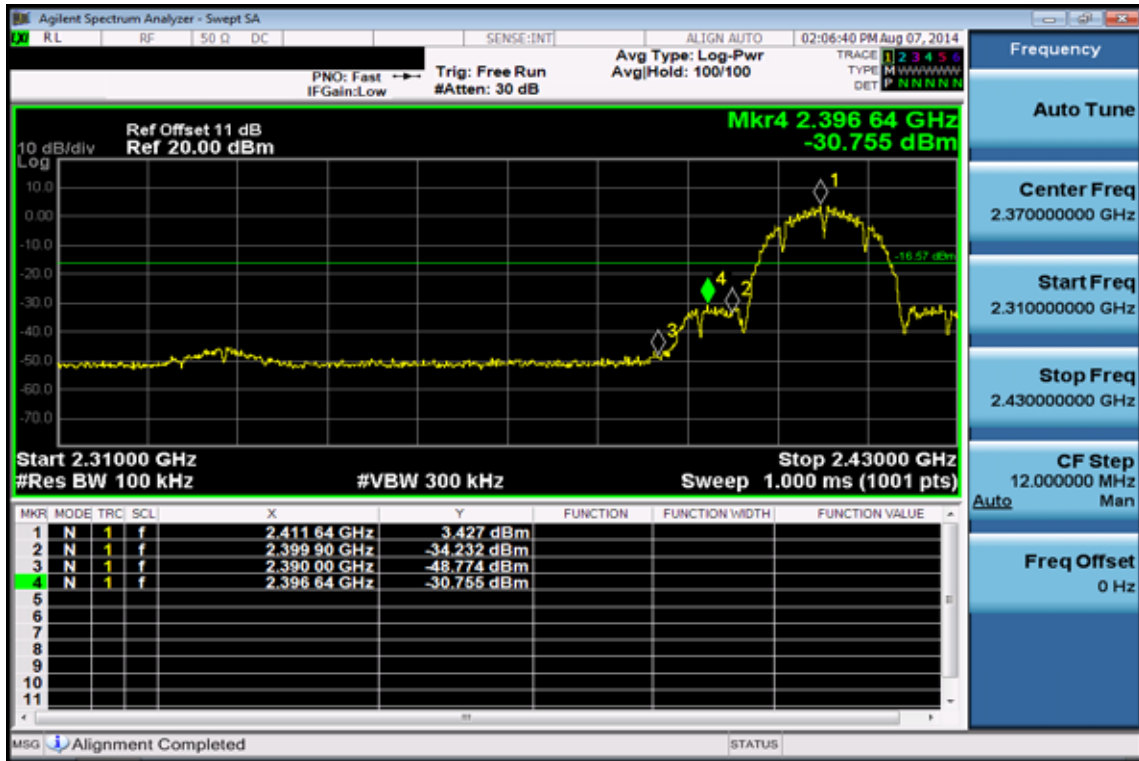 Agilent Spectrum Analyzer - Swept SA
RL RF 50 Ω DC SENSE:INT ALIGN AUTO 02:06:40 PM Aug 07, 2014
PNO: Fast Trig: Free Run Avg Type: Log-Pwr TRACE 1 2 3 4 5 6
IFGain:Low #Atten: 30 dB Avg|Hold: 100/100 TYPE M WWWWW
DET P N N N N N
Ref Offset 11 dB Mkr4 2.396 64 GHz
10 dB/div Ref 20.00 dBm -30.755 dBm
Log
10.0
0.00
-10.0
-20.0
-30.0
-40.0
-50.0
-60.0
-70.0
1
-16.57 dBm
4
2
3
Start 2.31000 GHz Stop 2.43000 GHz
#Res BW 100 kHz #VBW 300 kHz Sweep 1.000 ms (1001 pts)
MKR MODE TRC SCL X Y FUNCTION FUNCTION WIDTH FUNCTION VALUE
1 N 1 f 2.411 64 GHz 3.427 dBm
2 N 1 f 2.399 90 GHz -34.232 dBm
3 N 1 f 2.390 00 GHz -48.774 dBm
4 N 1 f 2.396 64 GHz -30.755 dBm
5
6
7
8
9
10
11
MSG Alignment Completed STATUS
Frequency
Auto Tune
Center Freq
2.370000000 GHz
Start Freq
2.310000000 GHz
Stop Freq
2.430000000 GHz
CF Step
12.000000 MHz
Auto Man
Freq Offset
0 Hz